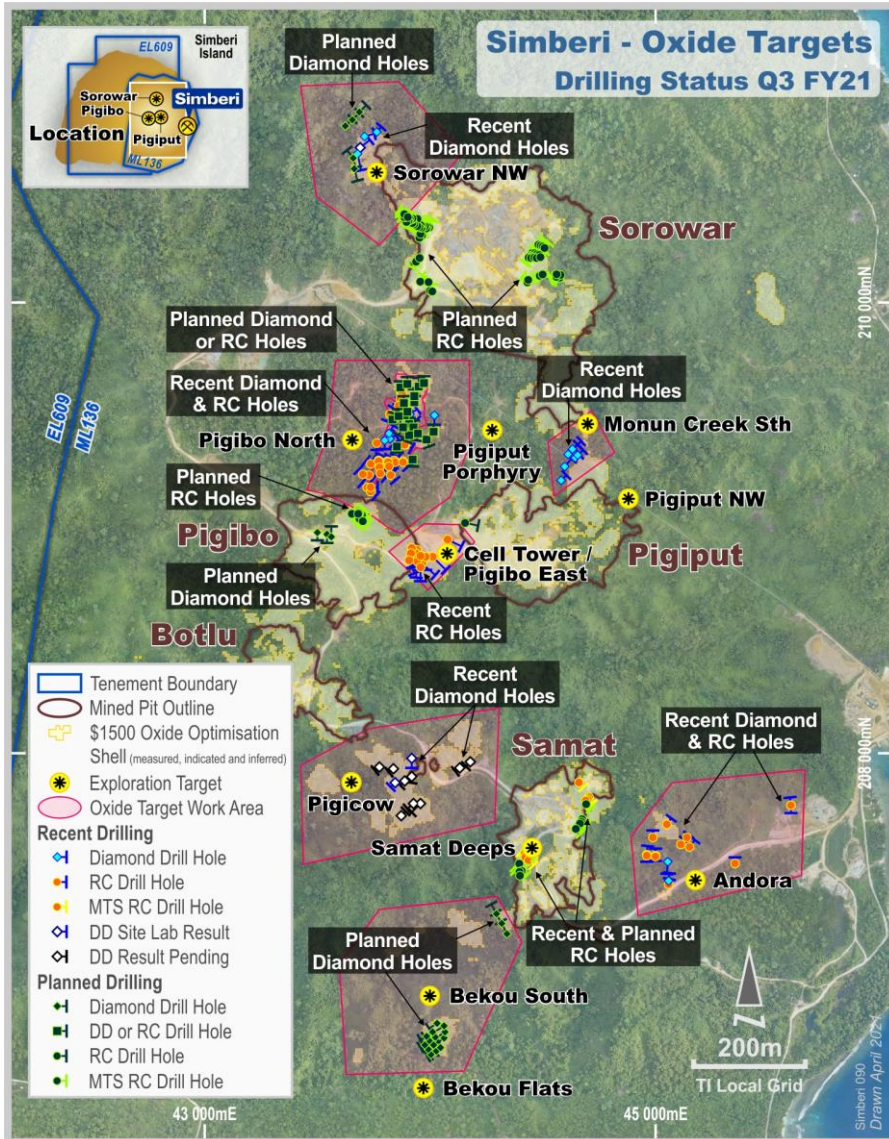 Simberi - Oxide Targets
Drilling Status Q3 FY21
EL609
Simberi
Island
Sorowar
Pigibo
Simberi
Location
Pigiput
ML136
Planned
Diamond Holes
Recent
Diamond Holes
Sorowar NW
Sorowar
210 000mN
Planned Diamond
or RC Holes
Planned
RC Holes
Recent Diamond
& RC Holes
Recent
Diamond Holes
EL609
ML136
Pigibo North
Pigiput
Porphyry
Monun Creek Sth
Planned
RC Holes
Pigiput NW
Pigibo
Cell Tower /
Pigibo East
Pigiput
Planned
Diamond Holes
Recent
RC Holes
Botlu
Recent
Diamond Holes
Recent Diamond
& RC Holes
Samat
208 000mN
Pigicow
Samat Deeps
Andora
Planned
Diamond Holes
Recent & Planned
RC Holes
Bekou South
Bekou Flats
Tenement Boundary
Mined Pit Outline
$1500 Oxide Optimisation
Shell (measured, indicated and inferred)
Exploration Target
Oxide Target Work Area
Recent Drilling
Diamond Drill Hole
RC Drill Hole
MTS RC Drill Hole
DD Site Lab Result
DD Result Pending
Planned Drilling
Diamond Drill Hole
DD or RC Drill Hole
RC Drill Hole
MTS RC Drill Hole
Z
200m
TI Local Grid
43 000mE
45 000mE
Simberi 090
Drawn April 2021